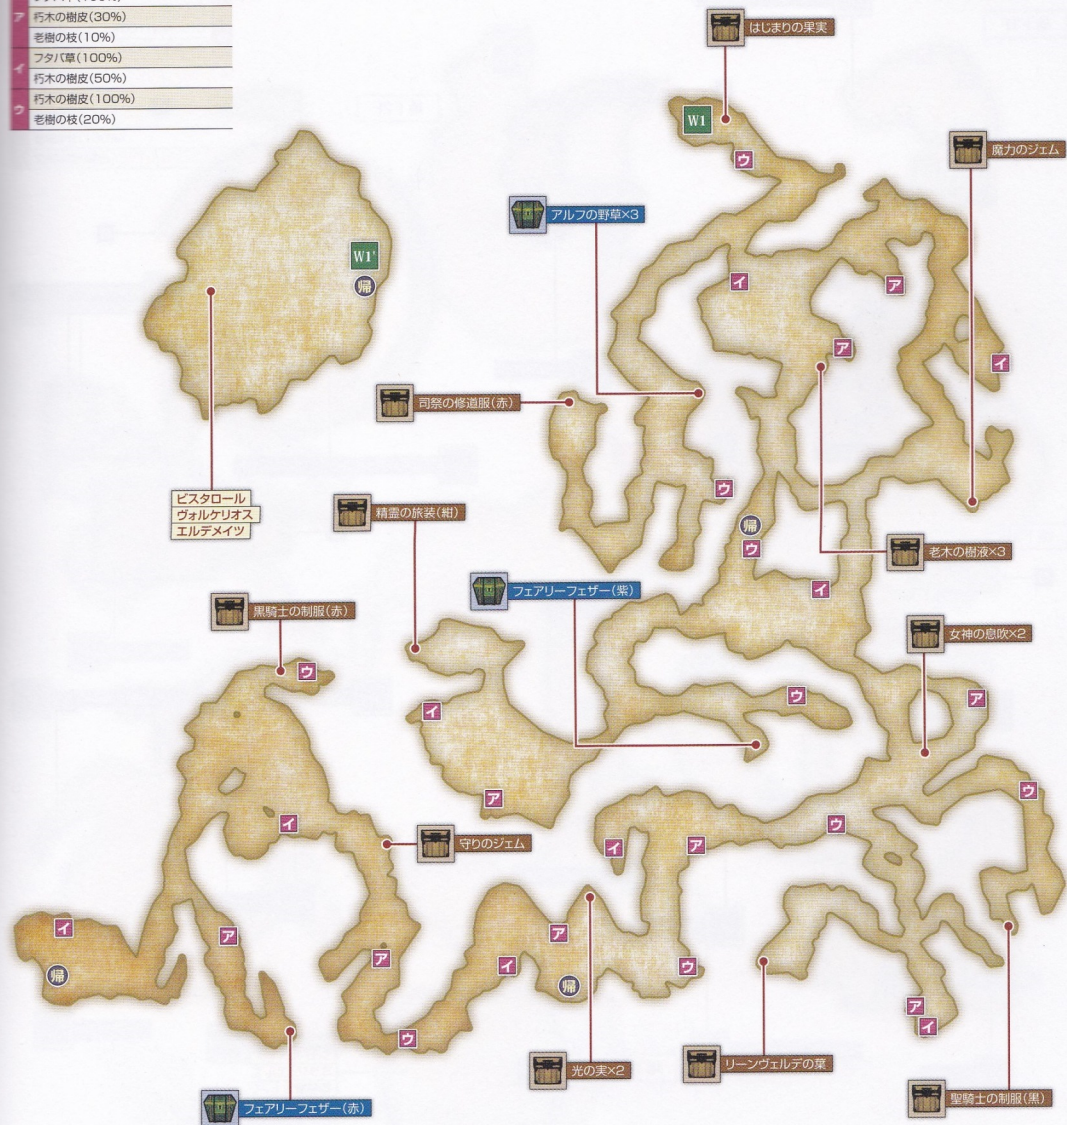 ア
朽木の樹皮(30%)
老樹の枝(10%)
イ
フタバ草(100%)
朽木の樹皮(50%)
ウ
朽木の樹皮(100%)
老樹の枝(20%)
はじまりの果実
W1
ウ
魔力のジェム
アルフの野草×3
W1'
帰
イ
ア
ア
イ
司祭の修道服(赤)
ビスタロール
ヴォルケリオス
エルデメイツ
ウ
精霊の旅装(紺)
帰
ウ
老木の樹液×3
フェアリーフェザー(紫)
イ
黒騎士の制服(赤)
女神の息吹×2
ウ
イ
ウ
ア
ア
ウ
イ
守りのジェム
イ
ア
ウ
イ
ア
ア
帰
ア
イ
ウ
帰
ア
イ
ウ
光の実×2
リーンヴェルデの葉
聖騎士の制服(黒)
フェアリーフェザー(赤)